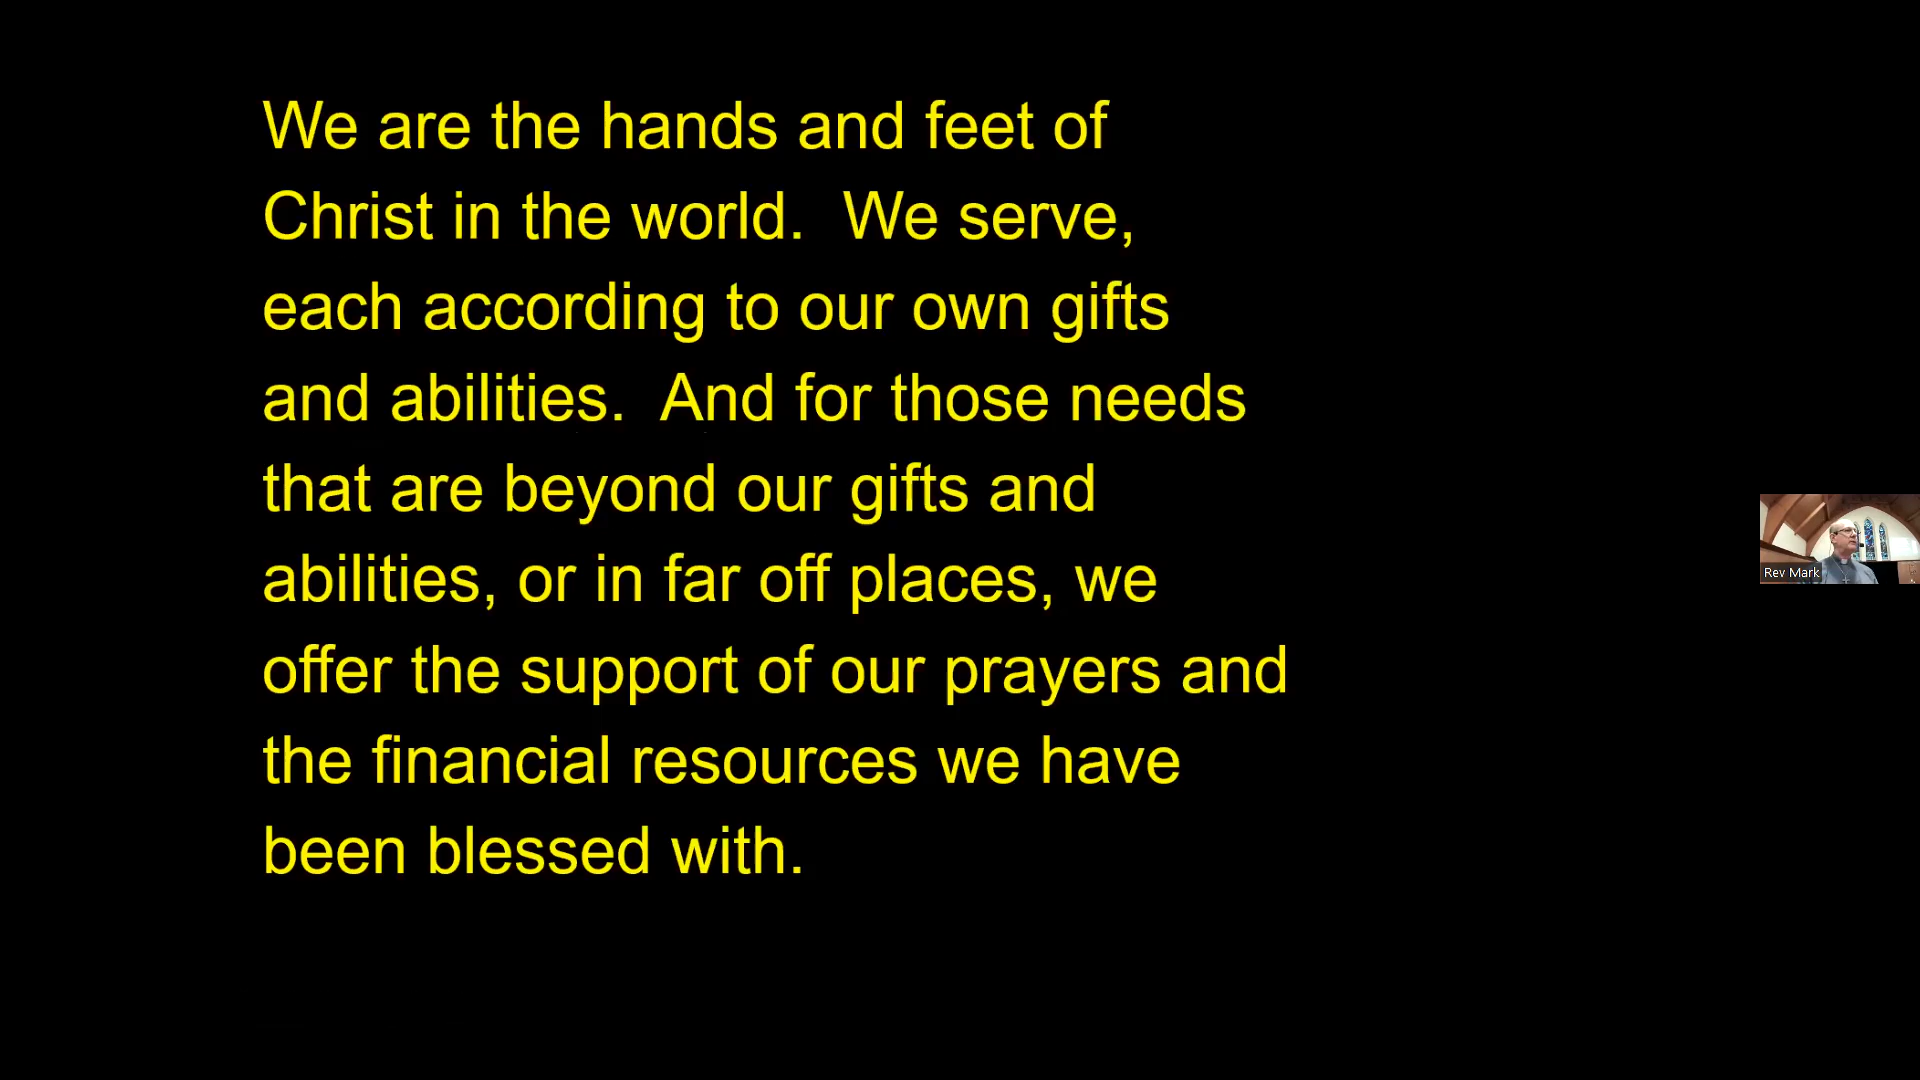 We are the hands and feet of
Christ in the world.  We serve,
each according to our own gifts
and abilities.  And for those needs
that are beyond our gifts and
abilities, or in far off places, we
offer the support of our prayers and
the financial resources we have
been blessed with.
Rev Mark